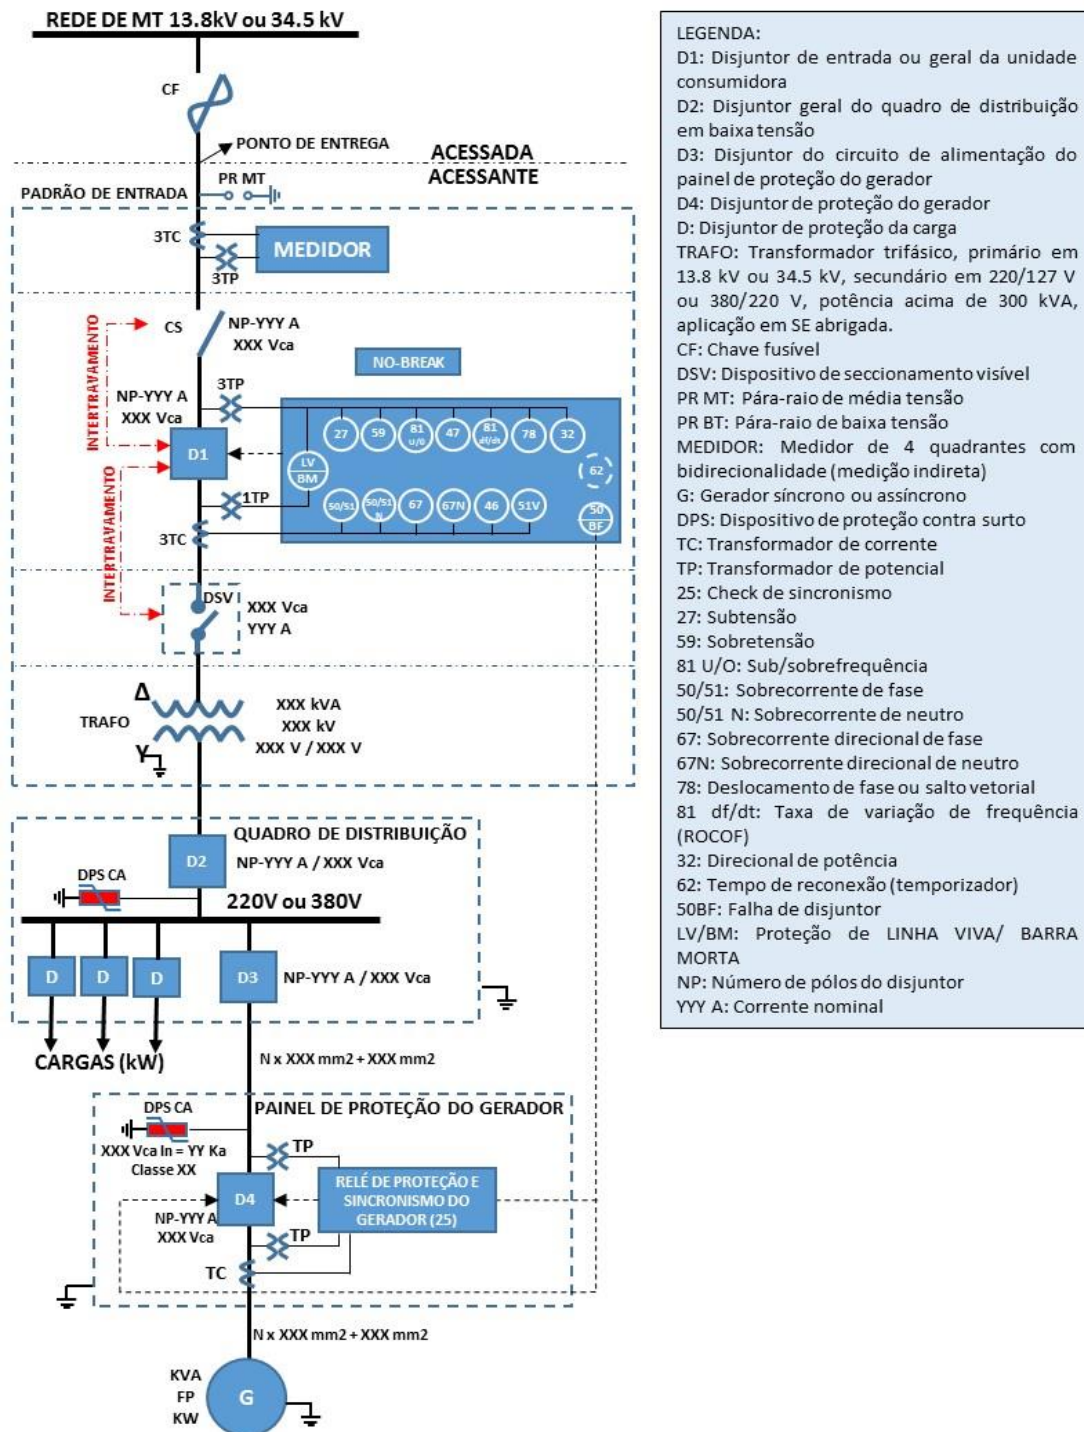 REDE DE MT 13.8kV ou 34.5 kV
CF
PONTO DE ENTREGA
ACESSADA
ACESSANTE
PADRÃO DE ENTRADA
PR MT
3TC
MEDIDOR
3TP
CS
NP-YYY A
XXX Vca
INTERTRAVAMENTO
NO-BREAK
NP-YYY A
XXX Vca
3TP
27
59
81
U/O
47
81
df/dt
78
32
D1
LV
BM
62
INTERTRAVAMENTO
1TP
50/51
50/51
N
67
67N
46
51V
50
BF
3TC
DSV
XXX Vca
YYY A
Δ
TRAFO
XXX kVA
XXX kV
XXX V / XXX V
Y
QUADRO DE DISTRIBUIÇÃO
D2
NP-YYY A / XXX Vca
DPS CA
220V ou 380V
D
D
D
D3
NP-YYY A / XXX Vca
CARGAS (kW)
N x XXX mm2 + XXX mm2
DPS CA
PAINEL DE PROTEÇÃO DO GERADOR
XXX Vca In = YY Ka
Classe XX
TP
D4
RELÉ DE PROTEÇÃO E
SINCRONISMO DO
GERADOR (25)
NP-YYY A
XXX Vca
TP
TC
N x XXX mm2 + XXX mm2
KVA
FP
KW
G
LEGENDA:
D1: Disjuntor de entrada ou geral da unidade
consumidora
D2: Disjuntor geral do quadro de distribuição
em baixa tensão
D3: Disjuntor do circuito de alimentação do
painel de proteção do gerador
D4: Disjuntor de proteção do gerador
D: Disjuntor de proteção da carga
TRAFO: Transformador trifásico, primário em
13.8 kV ou 34.5 kV, secundário em 220/127 V
ou 380/220 V, potência acima de 300 kVA,
aplicação em SE abrigada.
CF: Chave fusível
DSV: Dispositivo de seccionamento visível
PR MT: Pára-raio de média tensão
PR BT: Pára-raio de baixa tensão
MEDIDOR: Medidor de 4 quadrantes com
bidirecionalidade (medição indireta)
G: Gerador síncrono ou assíncrono
DPS: Dispositivo de proteção contra surto
TC: Transformador de corrente
TP: Transformador de potencial
25: Check de sincronismo
27: Subtensão
59: Sobretensão
81 U/O: Sub/sobrefrequência
50/51: Sobrecorrente de fase
50/51 N: Sobrecorrente de neutro
67: Sobrecorrente direcional de fase
67N: Sobrecorrente direcional de neutro
78: Deslocamento de fase ou salto vetorial
81 df/dt: Taxa de variação de frequência
(ROCOF)
32: Direcional de potência
62: Tempo de reconexão (temporizador)
50BF: Falha de disjuntor
LV/BM: Proteção de LINHA VIVA/ BARRA
MORTA
NP: Número de pólos do disjuntor
YYY A: Corrente nominal